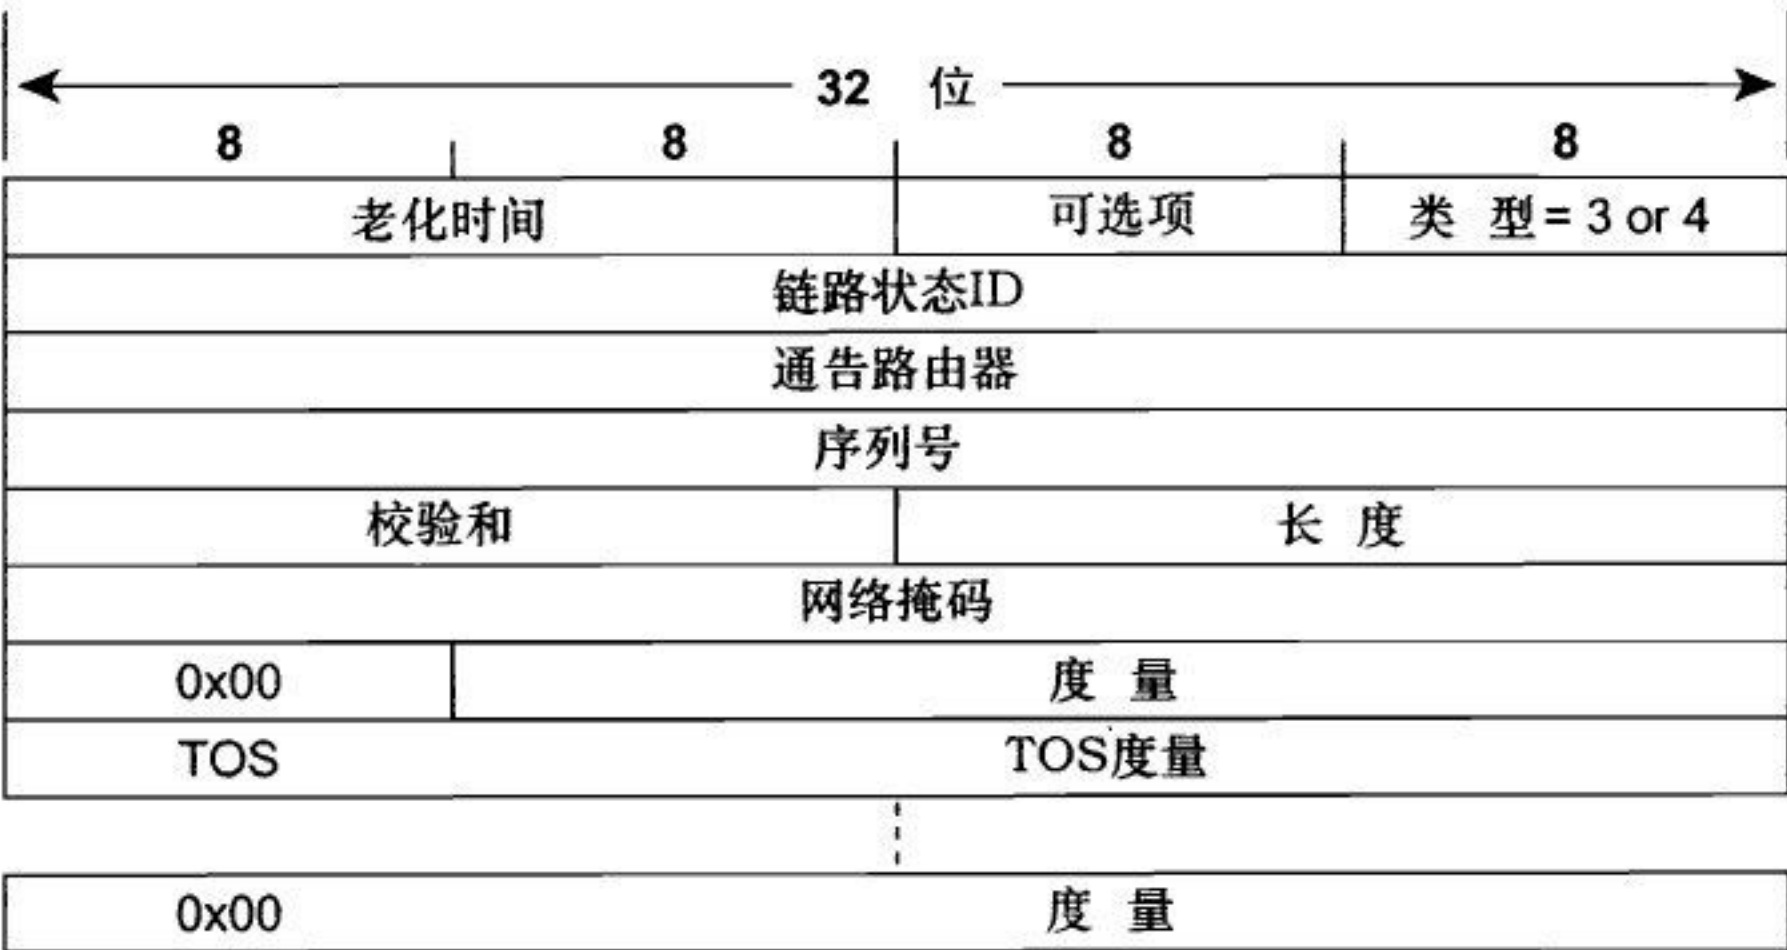 32 位
8 8 8 8
老化时间 可选项 类 型= 3 or 4
链路状态ID
通告路由器
序列号
校验和 长 度
网络掩码
0x00 度 量
TOS TOS度量
0x00 度 量